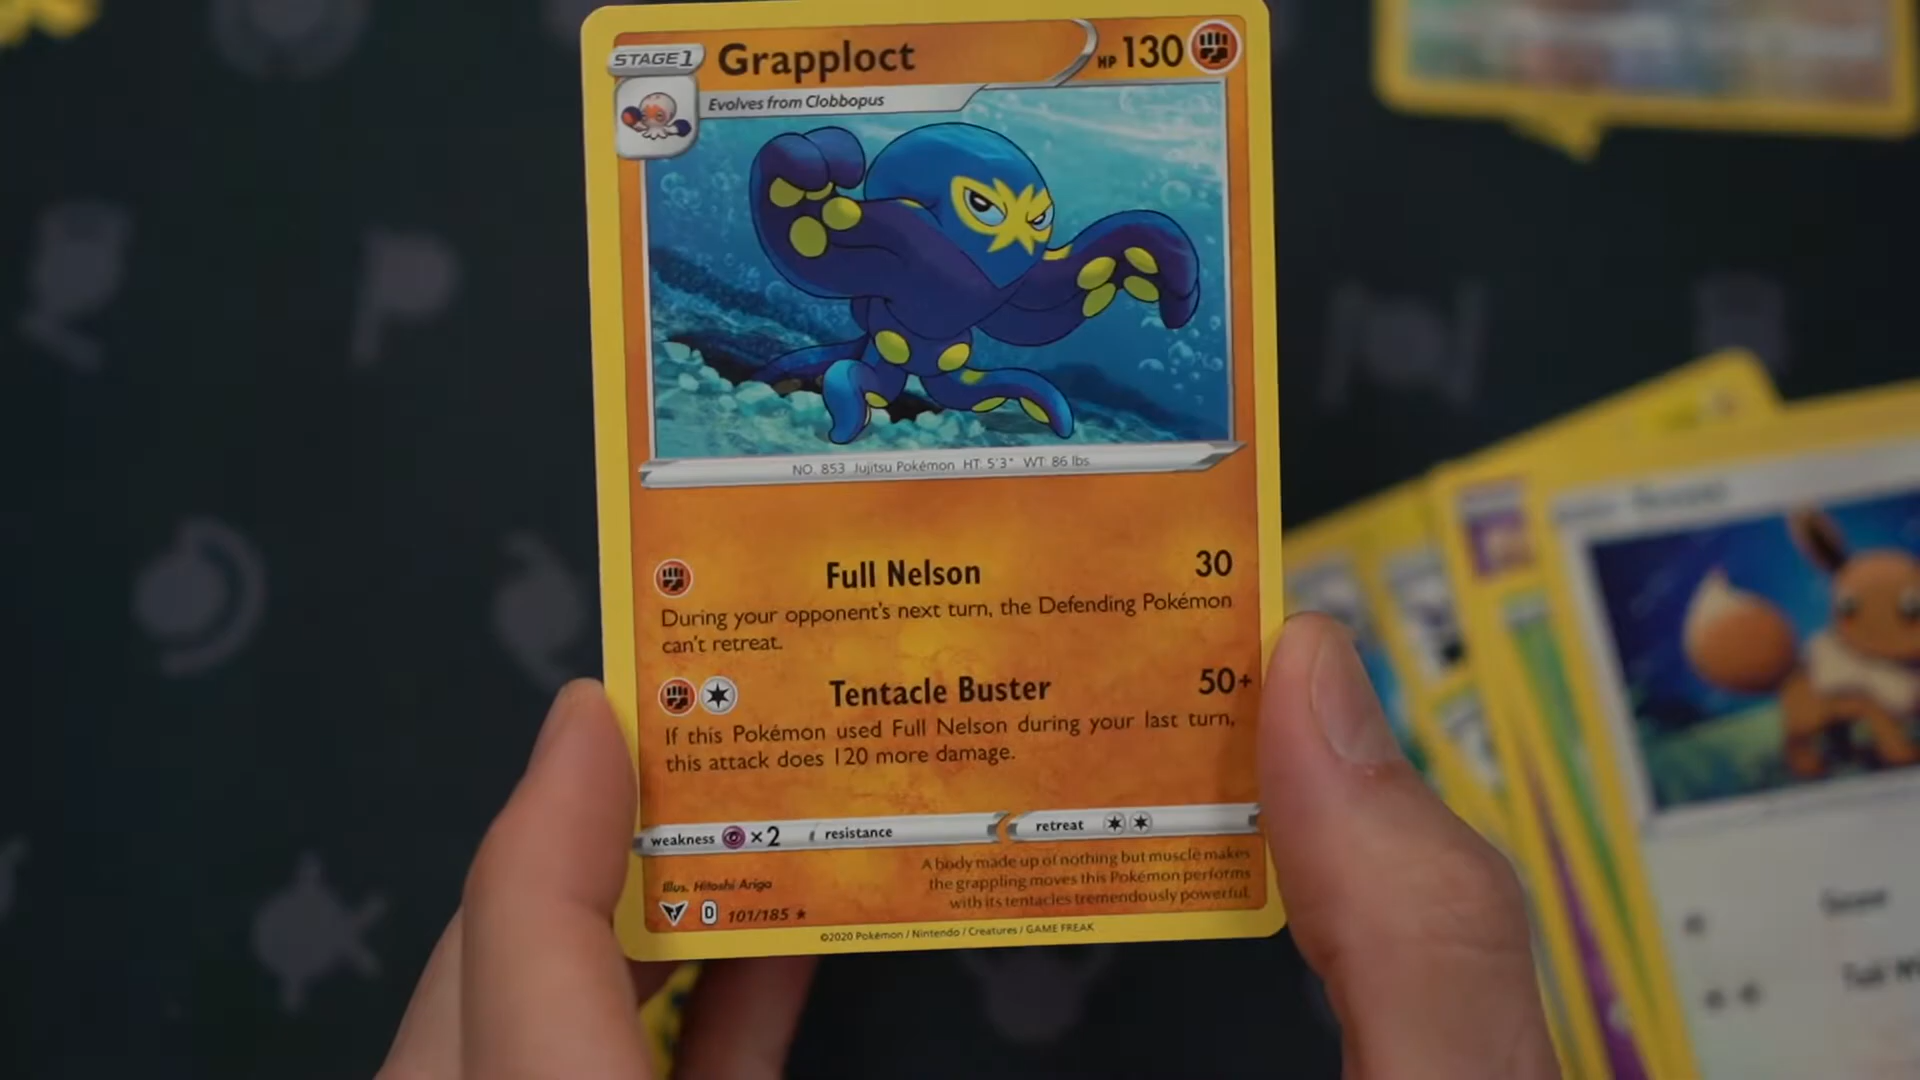 STAGE 1
Grapploct
HP 130
Evolves from Clobbopus
NO. 853 Jujitsu Pokémon HT: 5'3" WT: 86 lbs.
Full Nelson 30
During your opponent's next turn, the Defending Pokémon
can't retreat.
Tentacle Buster 50+
If this Pokémon used Full Nelson during your last turn,
this attack does 120 more damage.
weakness ×2 resistance retreat
A body made up of nothing but muscle makes
the grappling moves this Pokémon performs
with its tentacles tremendously powerful.
Illus. Hitoshi Ariga
D 101/185 ★
©2020 Pokémon / Nintendo / Creatures / GAME FREAK